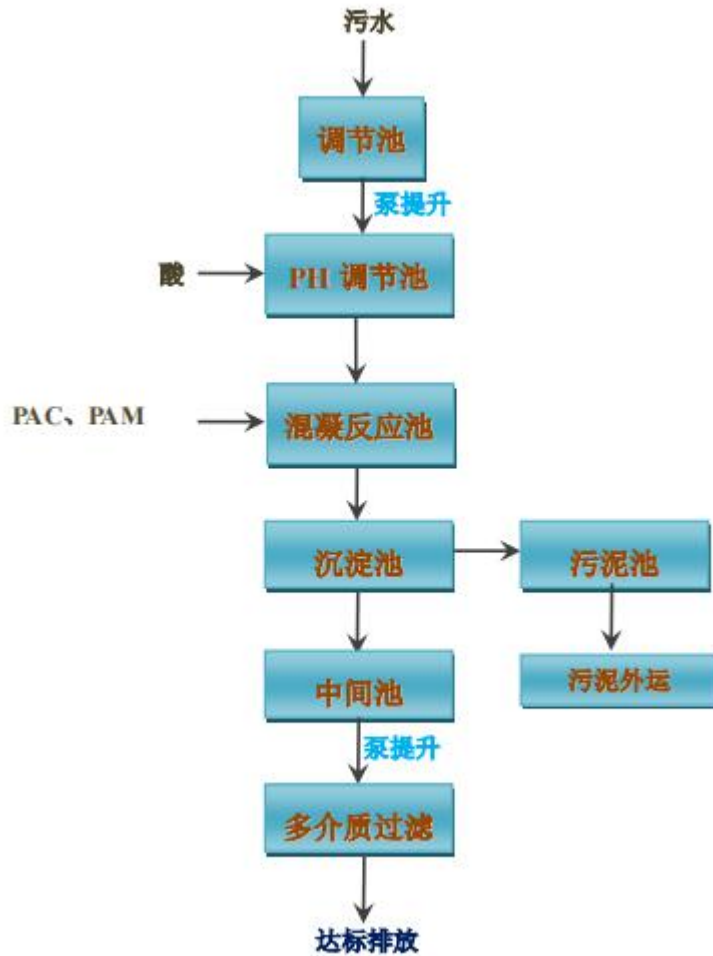 污水
调节池
泵提升
酸
PH 调节池
PAC、PAM
混凝反应池
沉淀池
污泥池
中间池
污泥外运
泵提升
多介质过滤
达标排放